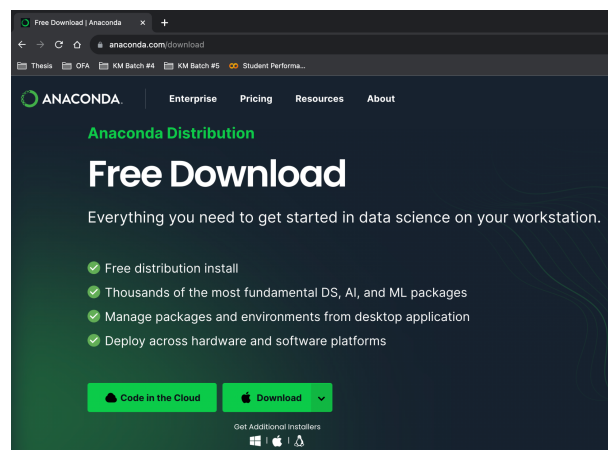 Free Download | Anaconda
anaconda.com/download
Thesis OFA KM Batch #4 KM Batch #5 Student Performa...
ANACONDA. Enterprise Pricing Resources About
Anaconda Distribution
Free Download
Everything you need to get started in data science on your workstation.
Free distribution install
Thousands of the most fundamental DS, AI, and ML packages
Manage packages and environments from desktop application
Deploy across hardware and software platforms
Code in the Cloud Download
Get Additional Installers